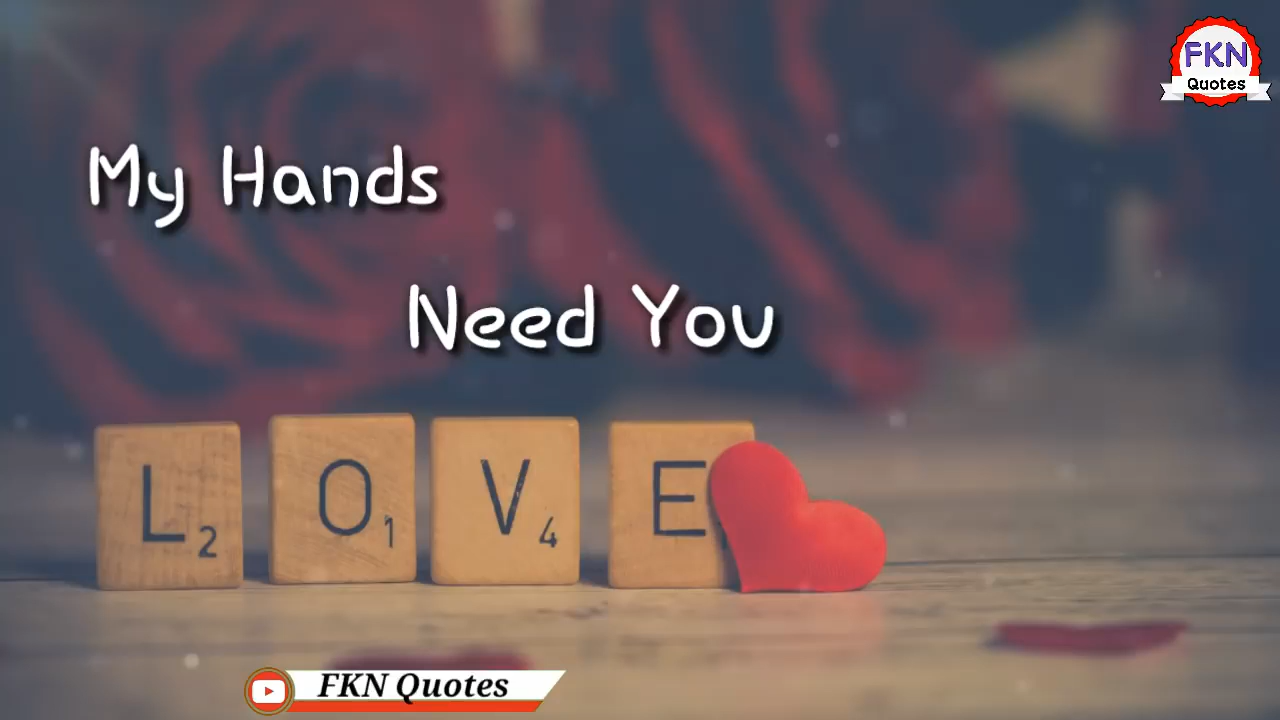 FKN
Quotes
My Hands
Need You
L2 O1 V4 E
FKN Quotes